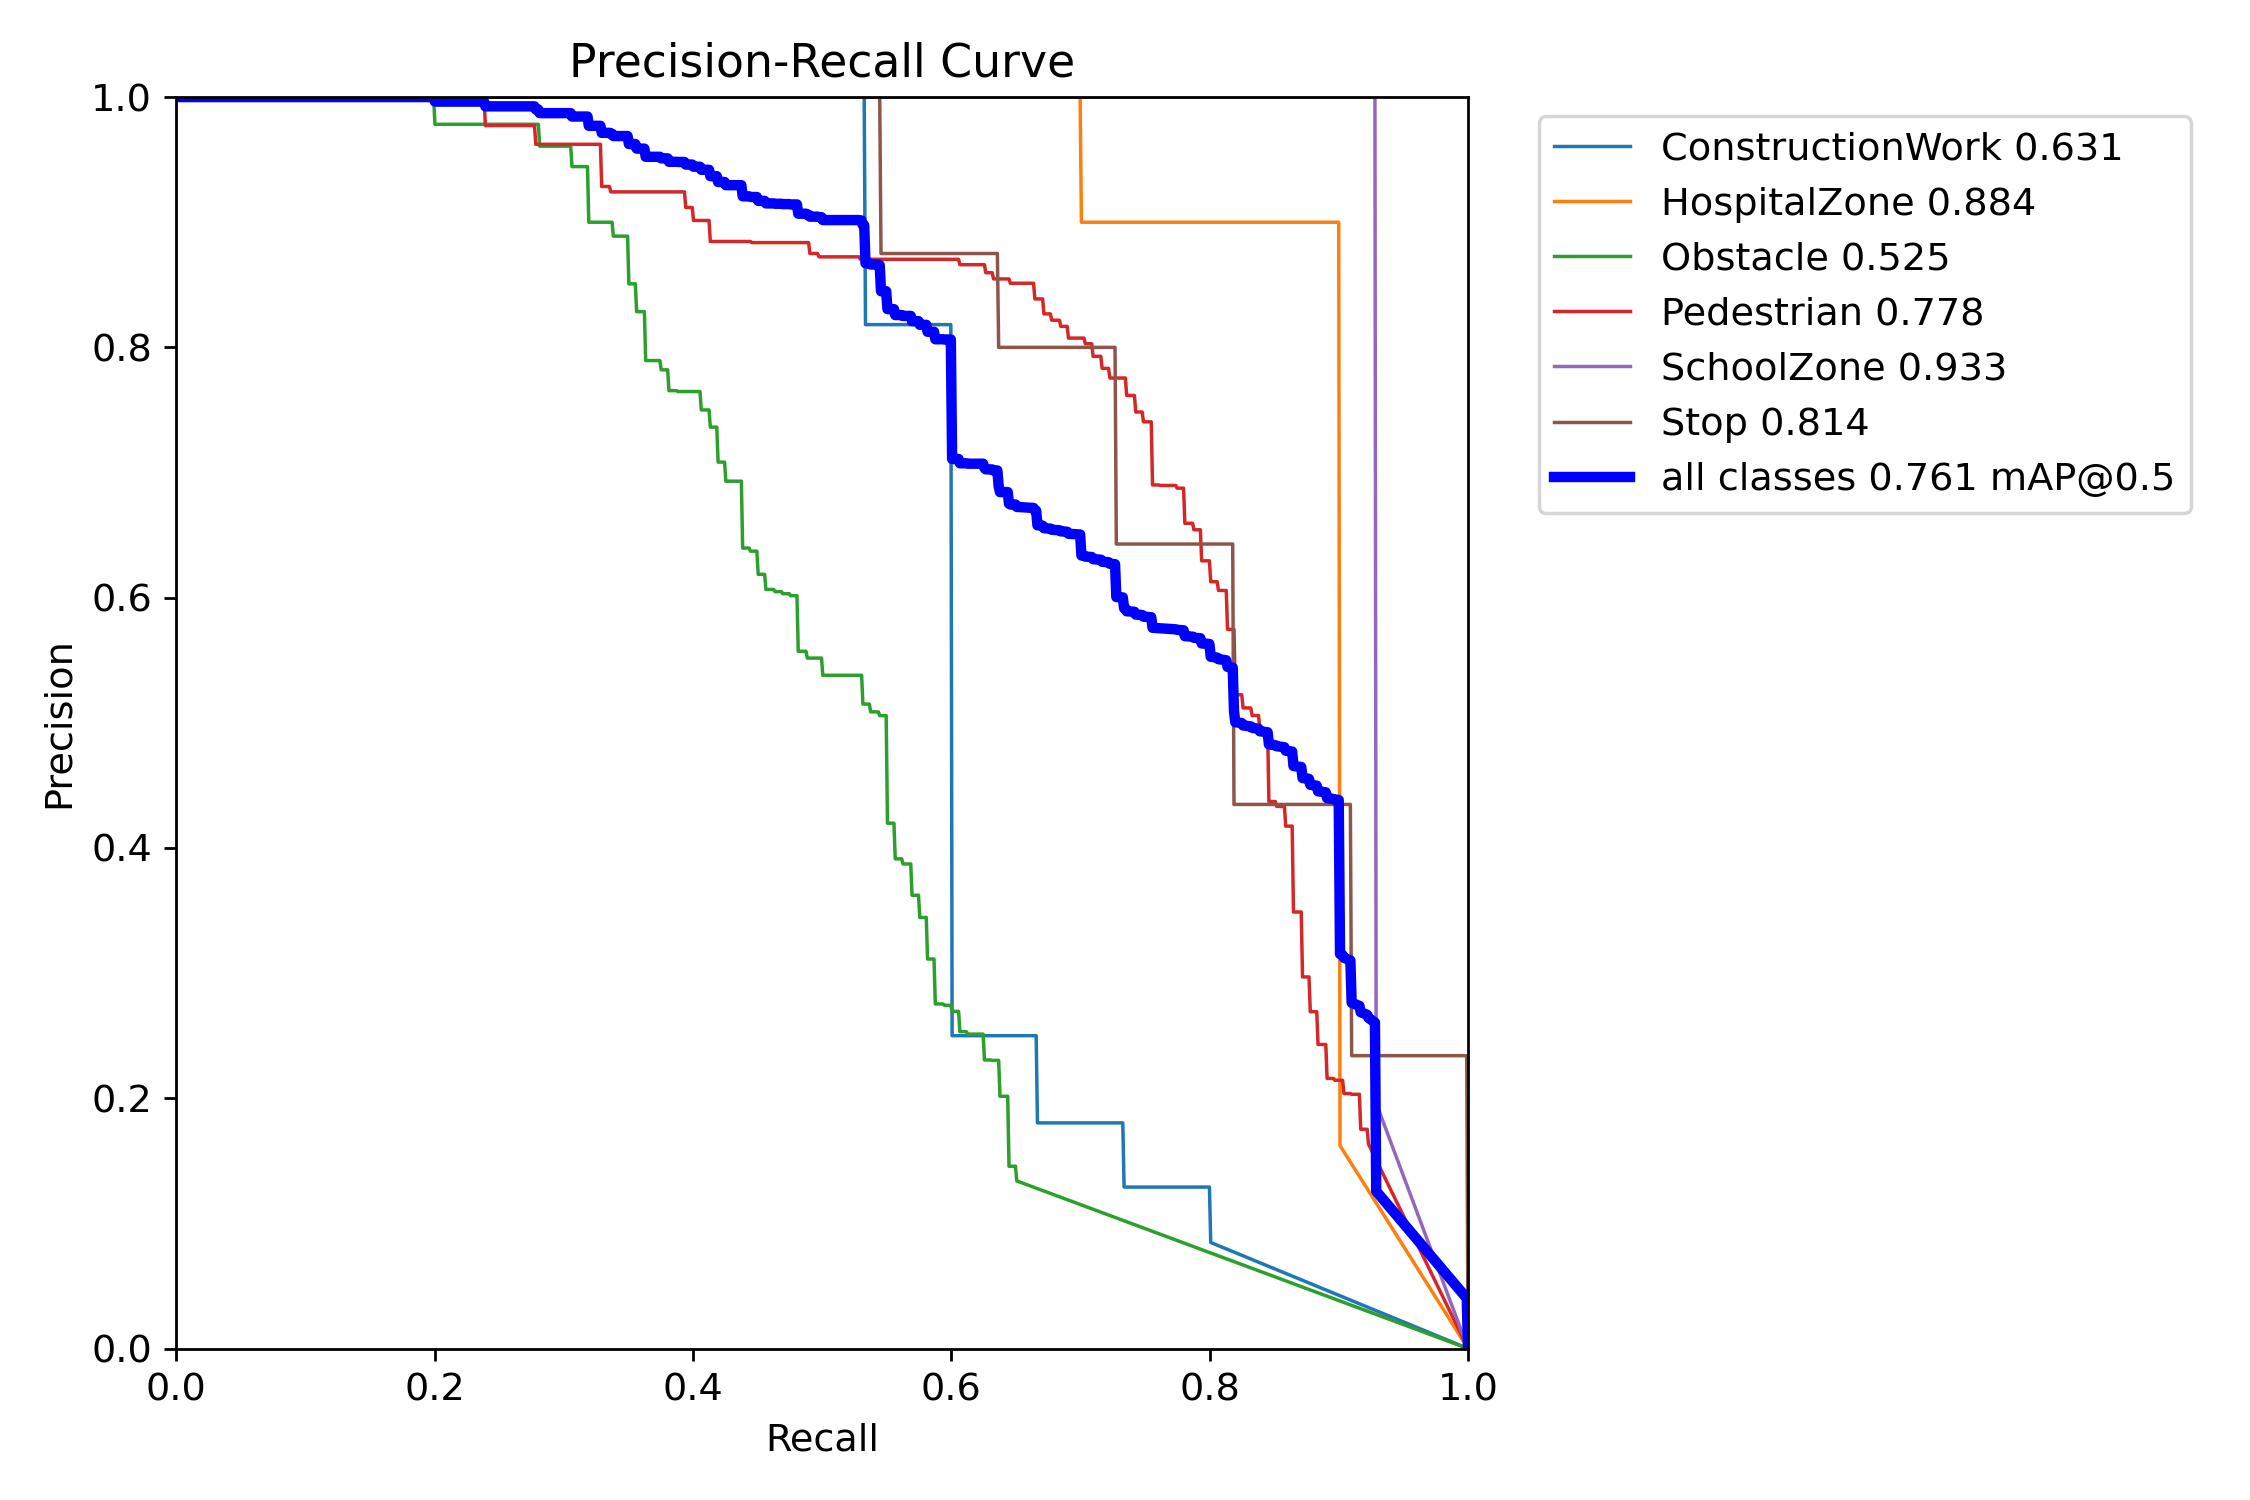 Precision-Recall Curve
1.0
0.8
0.6
0.4
0.2
0.0
Precision
0.0 0.2 0.4 0.6 0.8 1.0
Recall
ConstructionWork 0.631
HospitalZone 0.884
Obstacle 0.525
Pedestrian 0.778
SchoolZone 0.933
Stop 0.814
all classes 0.761 mAP@0.5